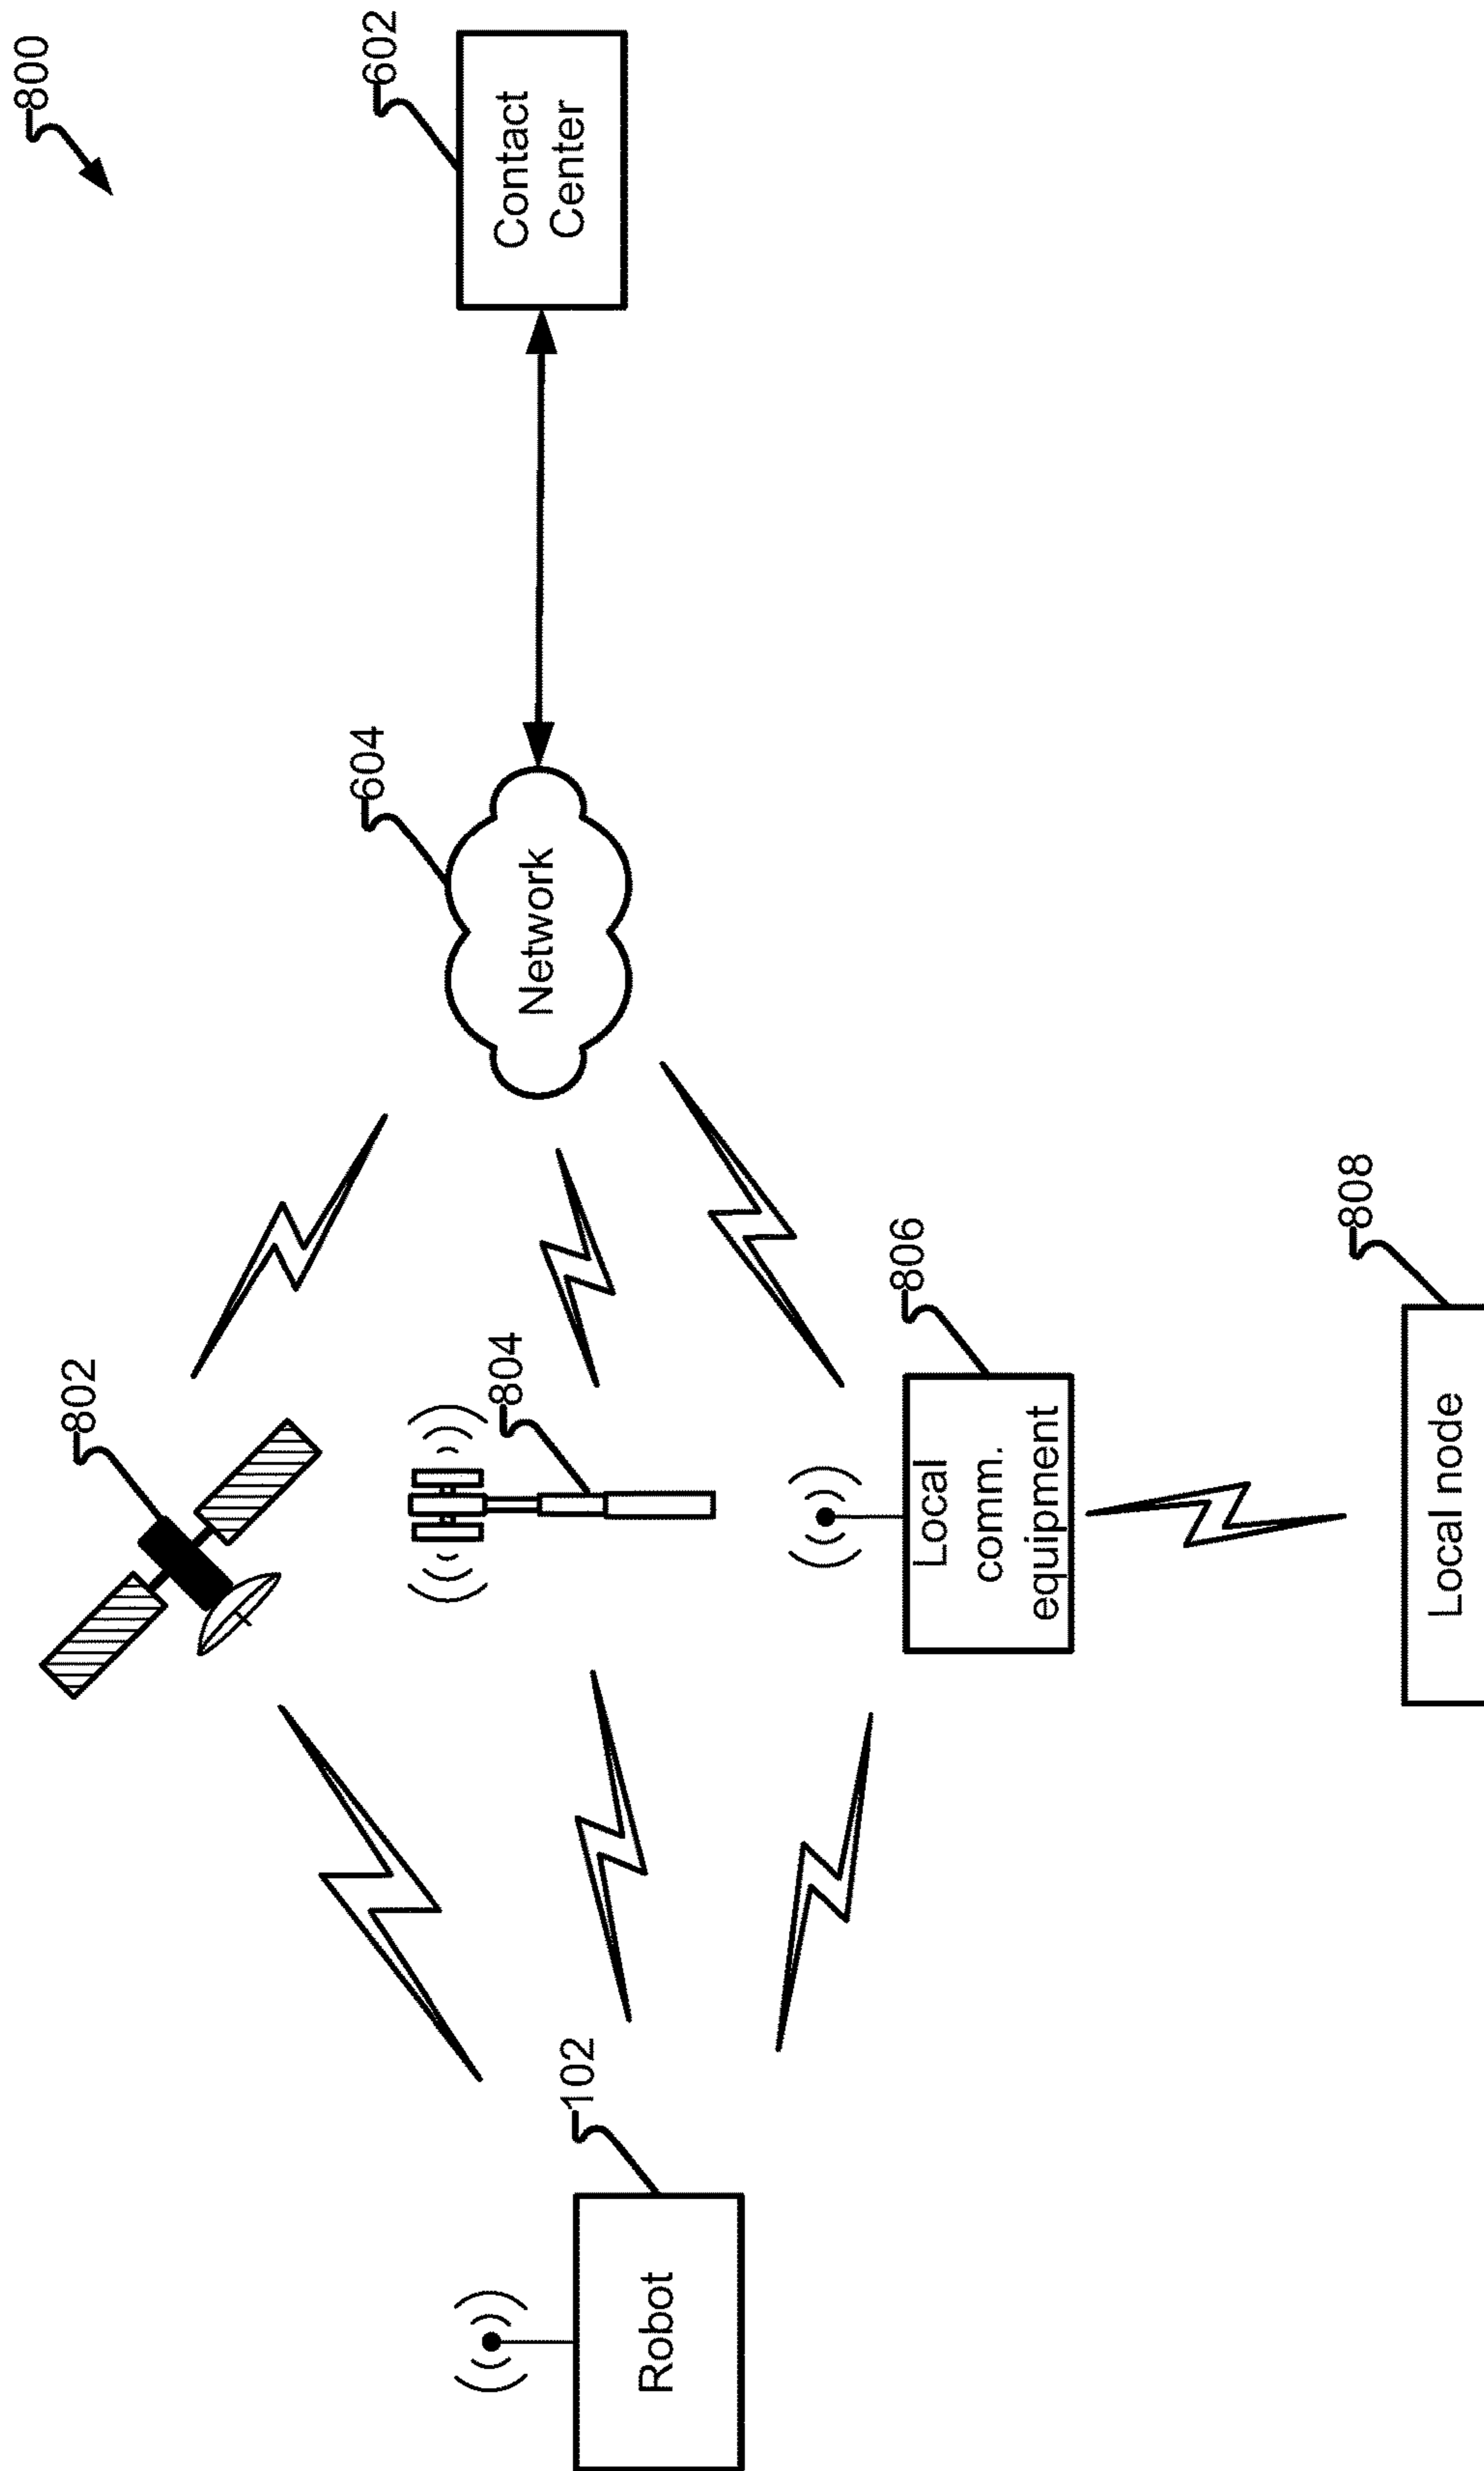 800
802
604
602
Contact
Center
Network
804
102
Robot
806
Local
comm.
equipment
808
Local node